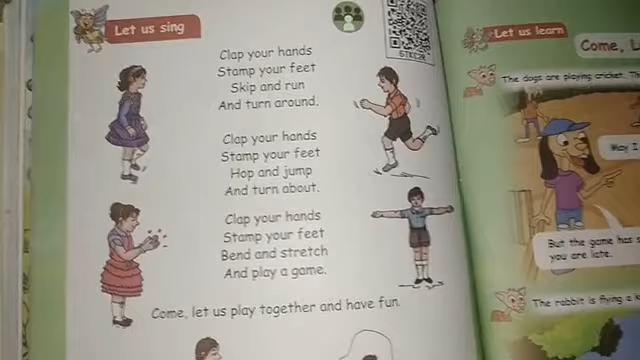 Let us sing
Clap your hands
Stamp your feet
Skip and run
And turn around.
Clap your hands
Stamp your feet
Hop and jump
And turn about.
Clap your hands
Stamp your feet
Bend and stretch
And play a game.
Come, let us play together and have fun.
Let us learn
Come, L
The dogs are playing cricket. T
May I
But the game has s
you are late.
The rabbit is flying a k